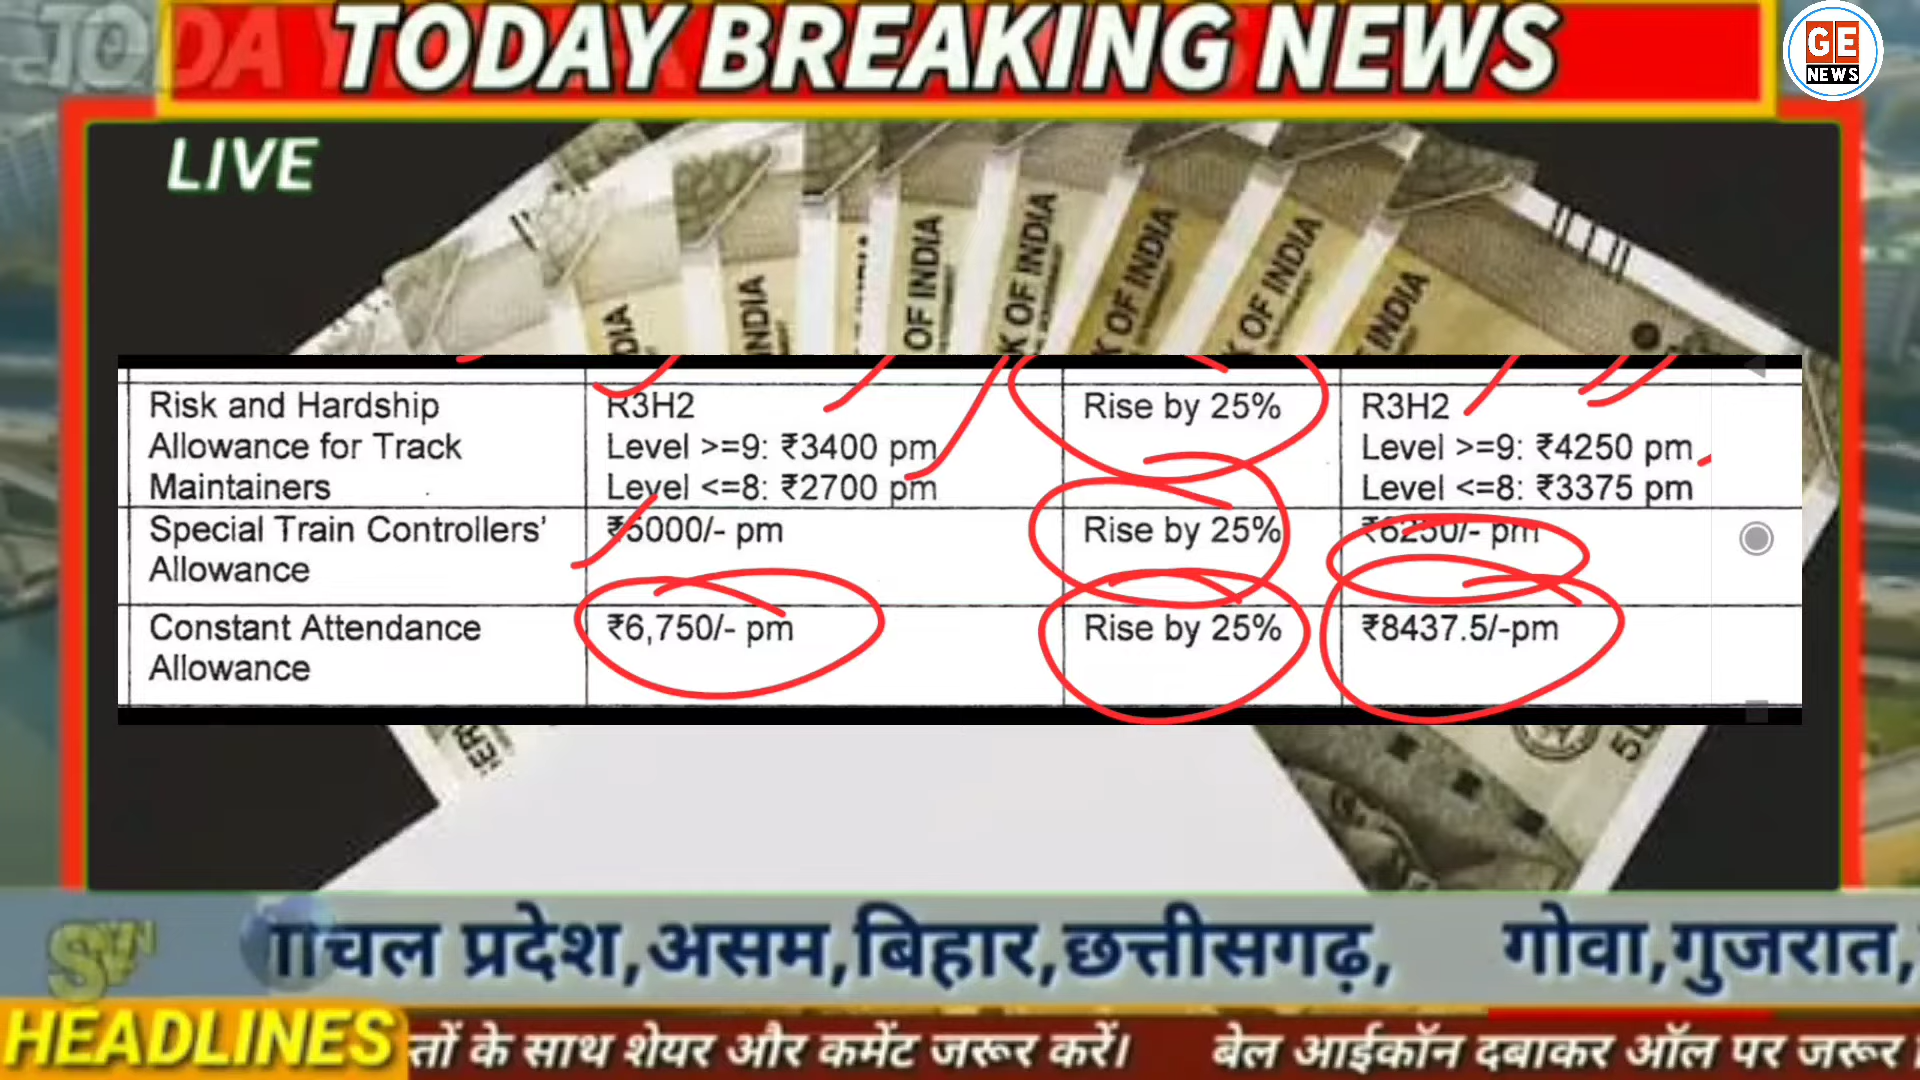 TODAY BREAKING NEWS
GE
NEWS
LIVE
OF INDIA
OF INDIA
OF INDIA
OF INDIA
INDIA
INDIA
Risk and Hardship
Allowance for Track
Maintainers
R3H2
Level >=9: ₹3400 pm
Level <=8: ₹2700 pm
Rise by 25%
R3H2
Level >=9: ₹4250 pm
Level <=8: ₹3375 pm
Special Train Controllers’
Allowance
₹5000/- pm
Rise by 25%
₹6250/- pm
Constant Attendance
Allowance
₹6,750/- pm
Rise by 25%
₹8437.5/-pm
प्रदेश,असम,बिहार,छत्तीसगढ़, गोवा,गुजरात,
HEADLINES
के साथ शेयर और कमेंट जरूर करें। बेल आईकॉन दबाकर ऑल पर जरूर